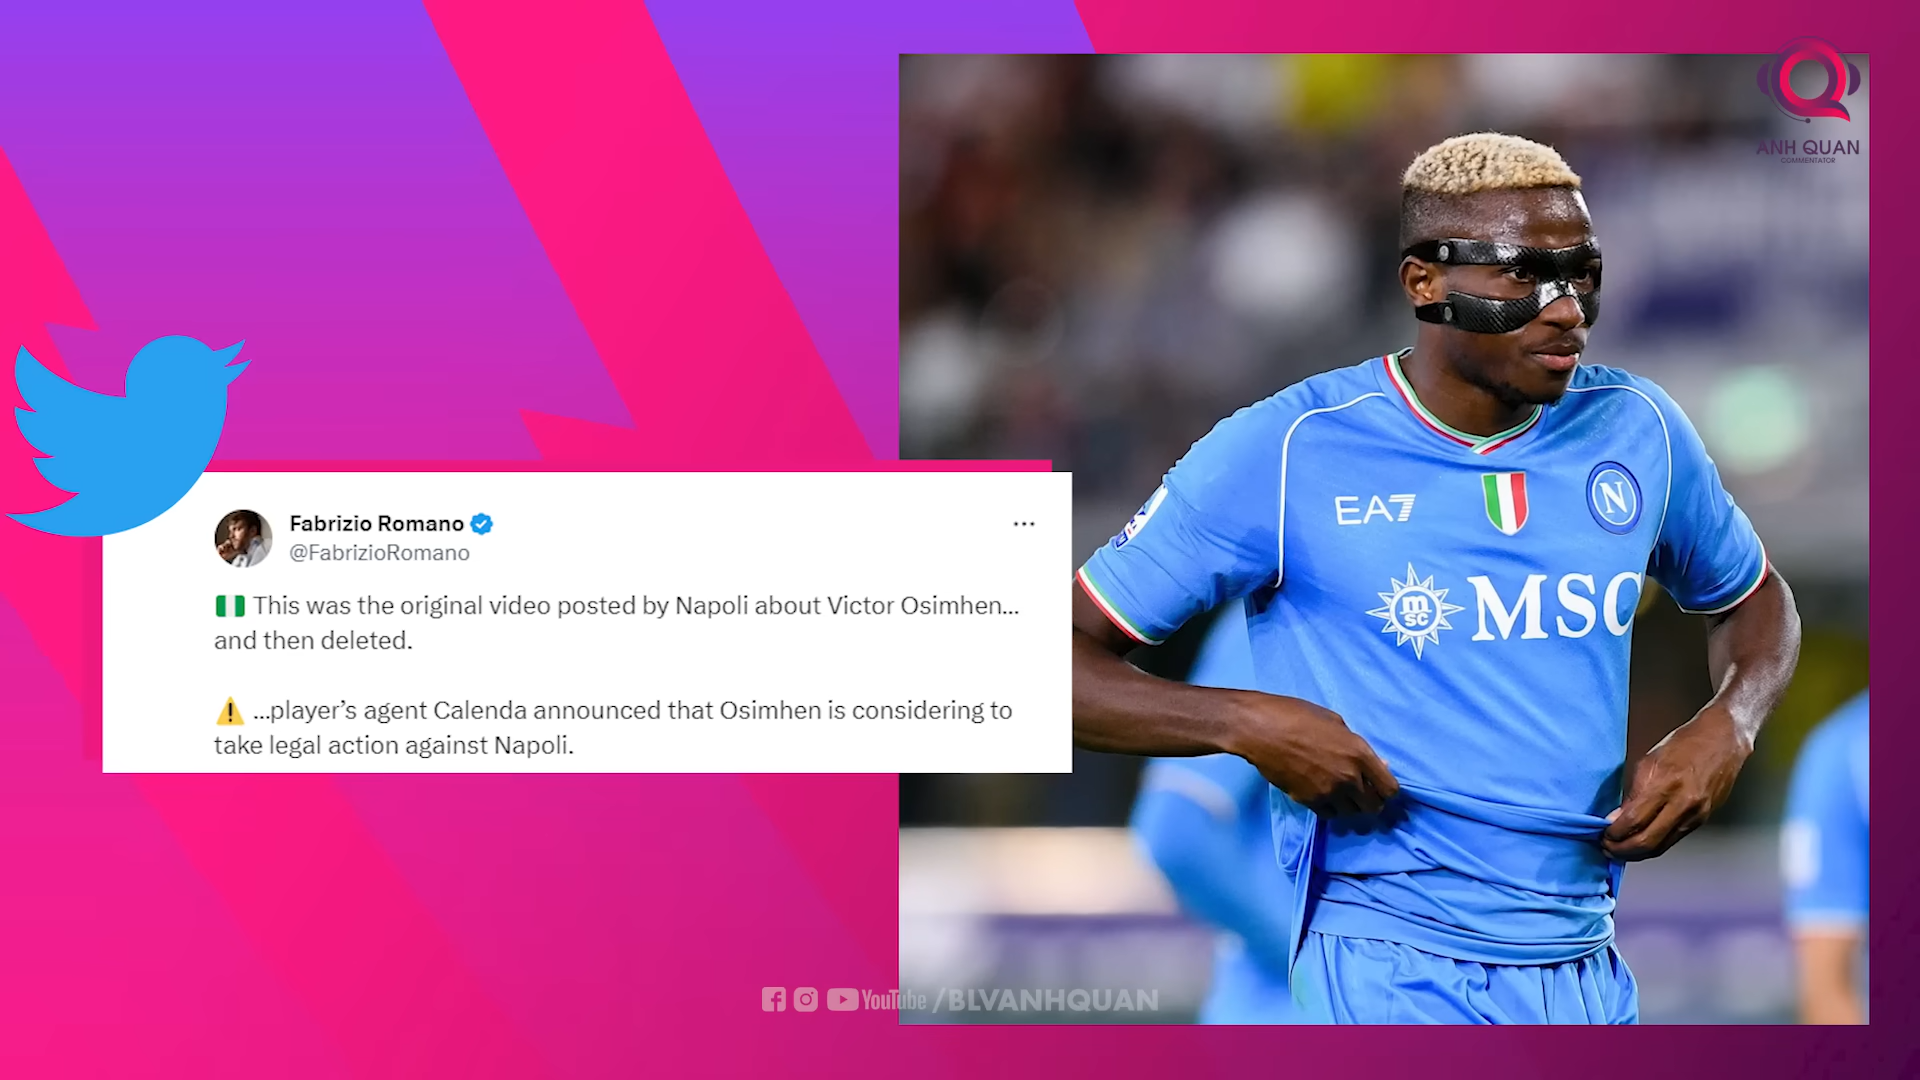 ANH QUAN
COMMENTATOR
Fabrizio Romano
@FabrizioRomano
This was the original video posted by Napoli about Victor Osimhen...
and then deleted.
...player’s agent Calenda announced that Osimhen is considering to
take legal action against Napoli.
EA7
N
m
SC
MSC
YouTube /BLVANHQUAN